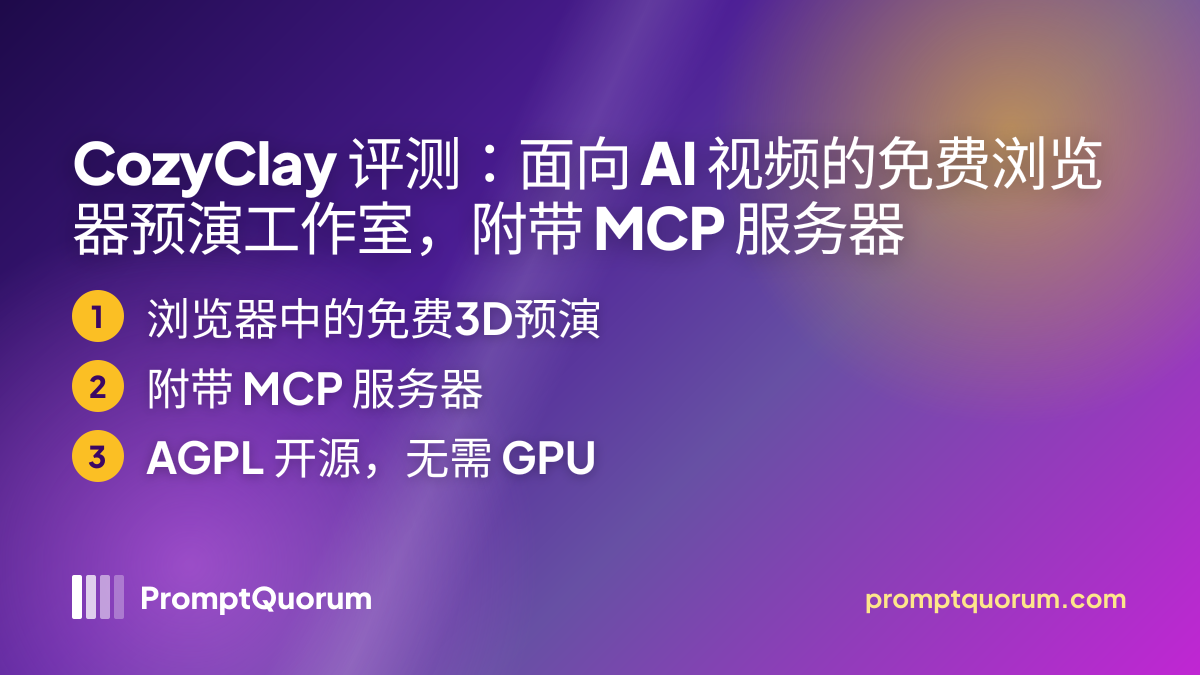 CozyClay 评测：面向 AI 视频的免费浏览
器预演工作室，附带 MCP 服务器
1 浏览器中的免费3D预演
2 附带 MCP 服务器
3 AGPL 开源，无需 GPU
PromptQuorum
promptquorum.com